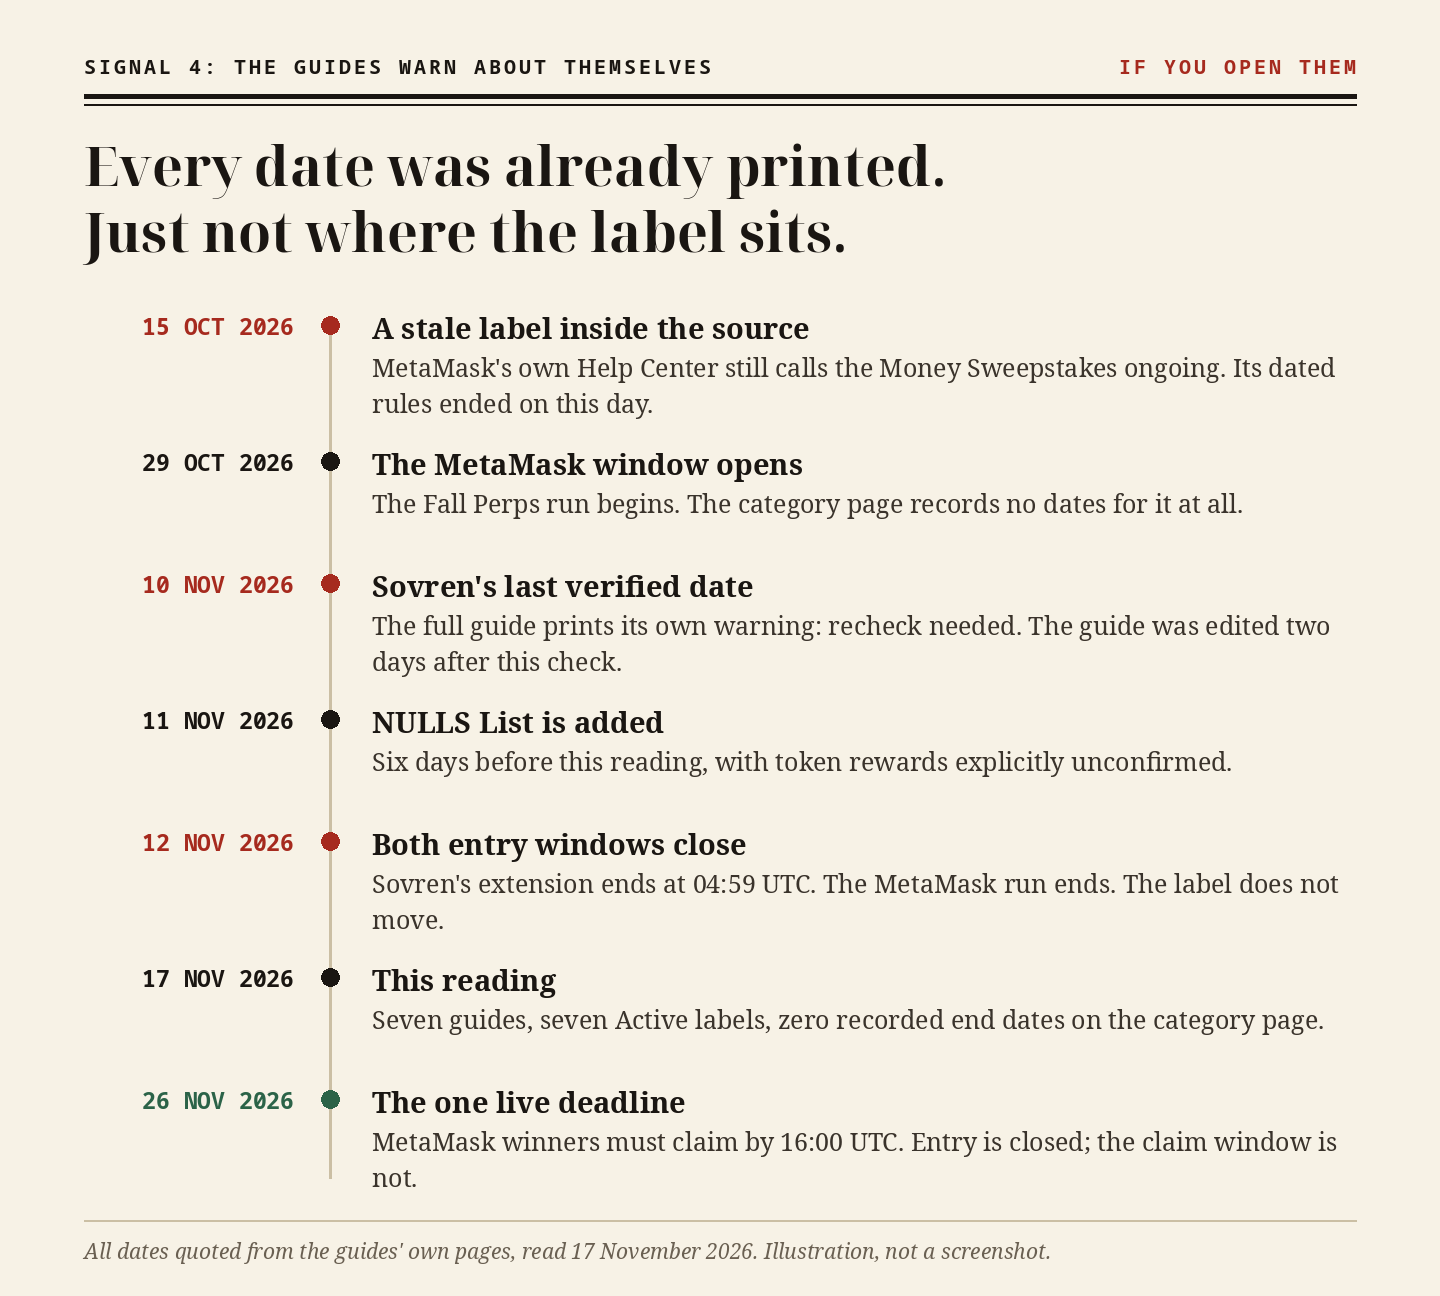 SIGNAL 4: THE GUIDES WARN ABOUT THEMSELVES
IF YOU OPEN THEM
Every date was already printed.
Just not where the label sits.
15 OCT 2026
A stale label inside the source
MetaMask's own Help Center still calls the Money Sweepstakes ongoing. Its dated
rules ended on this day.
29 OCT 2026
The MetaMask window opens
The Fall Perps run begins. The category page records no dates for it at all.
10 NOV 2026
Sovren's last verified date
The full guide prints its own warning: recheck needed. The guide was edited two
days after this check.
11 NOV 2026
NULLS List is added
Six days before this reading, with token rewards explicitly unconfirmed.
12 NOV 2026
Both entry windows close
Sovren's extension ends at 04:59 UTC. The MetaMask run ends. The label does not
move.
17 NOV 2026
This reading
Seven guides, seven Active labels, zero recorded end dates on the category page.
26 NOV 2026
The one live deadline
MetaMask winners must claim by 16:00 UTC. Entry is closed; the claim window is
not.
All dates quoted from the guides' own pages, read 17 November 2026. Illustration, not a screenshot.